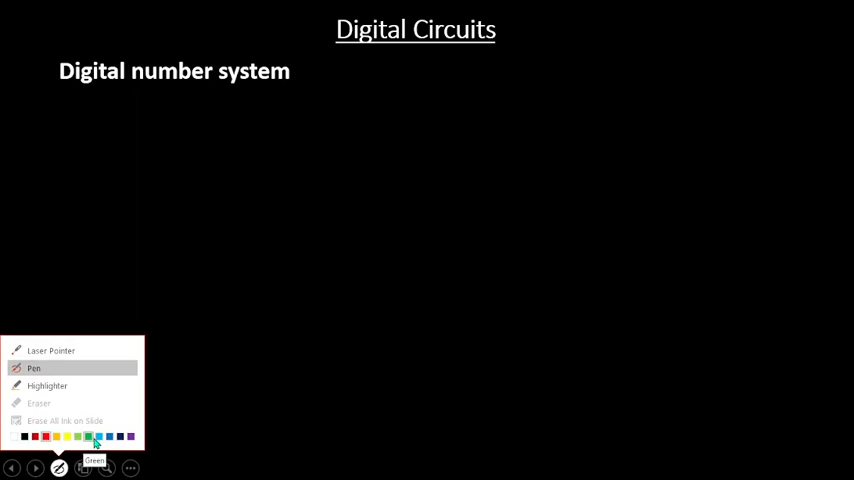 Digital Circuits
Digital number system
Laser Pointer
Pen
Highlighter
Eraser
Erase All Ink on Slide
Green